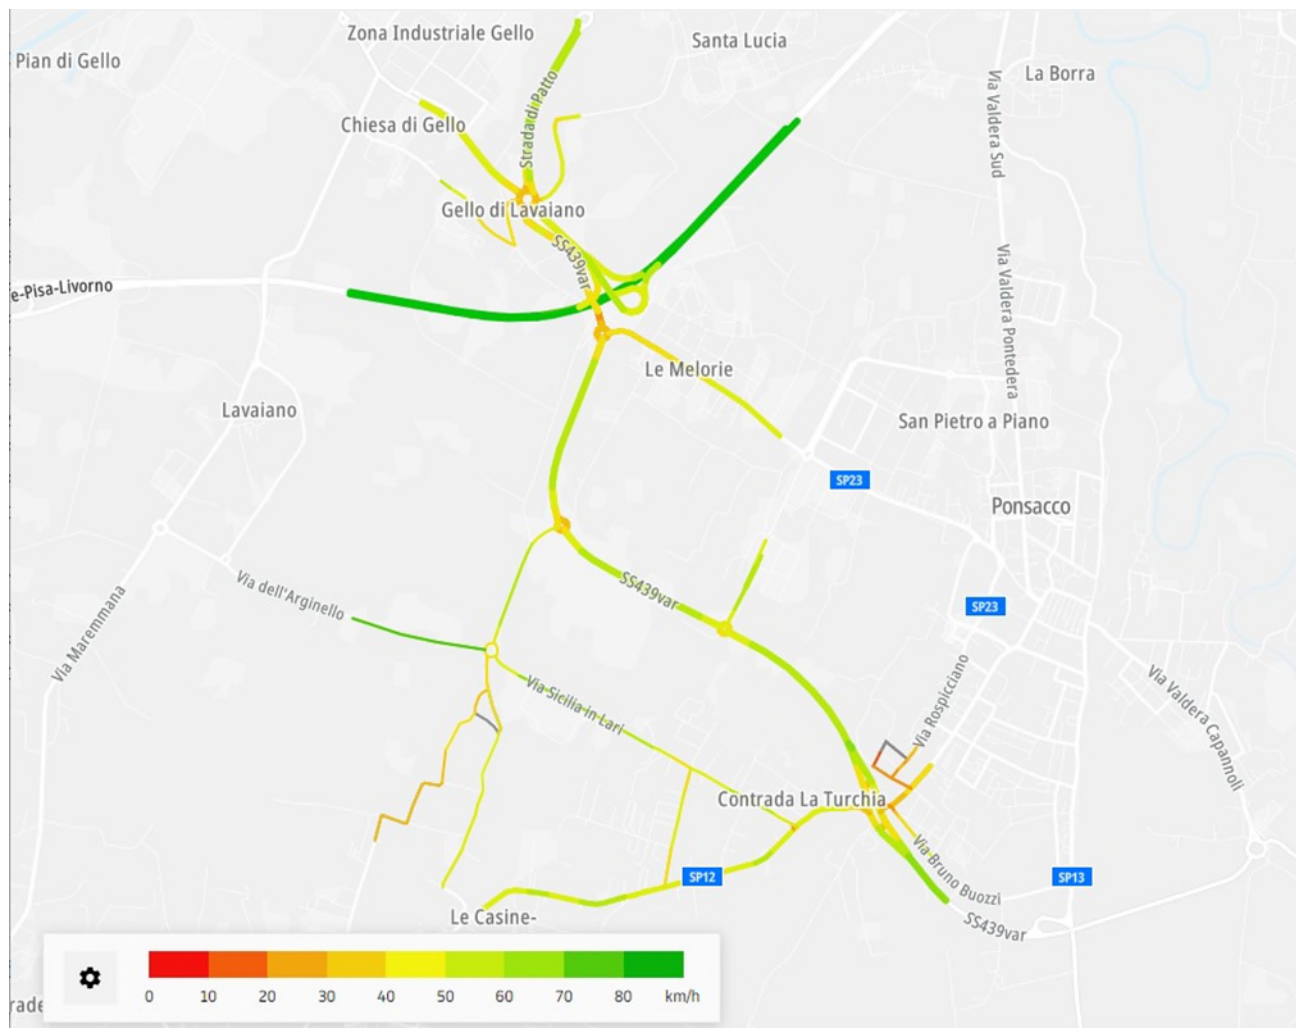 Zona Industriale Gello
Santa Lucia
Pian di Gello
La Borra
Strada di Patto
Via Valdera Sud
Chiesa di Gello
Gello di Lavaiano
SS439var
e-Pisa-Livorno
Via Valdera Pontedera
Le Melorie
Lavaiano
San Pietro a Piano
SP23
Ponsacco
SS439var
Via dell'Arginello
SP23
Via Maremmana
Via Sicilia in Lari
Via Rospicciano
Via Valdera Capannoli
Contrada La Turchia
Via Bruno Buozzi
SP12
SP13
Le Casine-
SS439var
rade
0 10 20 30 40 50 60 70 80 km/h